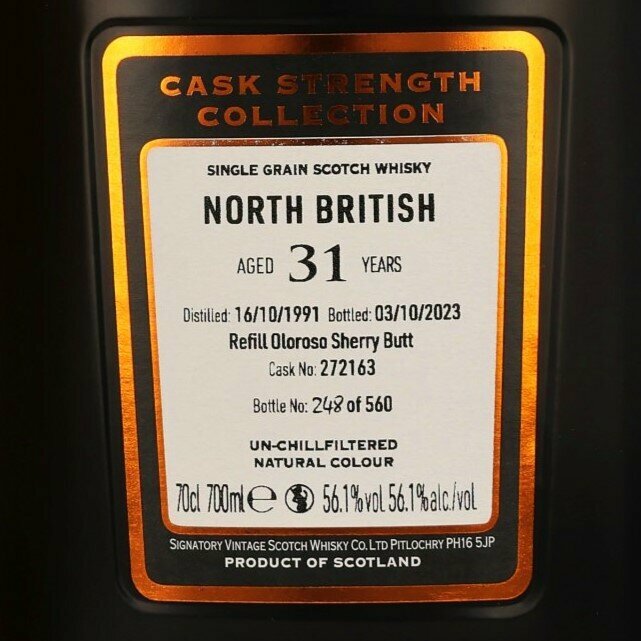 CASK STRENGTH
COLLECTION
SINGLE GRAIN SCOTCH WHISKY
NORTH BRITISH
AGED 31 YEARS
Distilled: 16/10/1991 Bottled: 03/10/2023
Refill Oloroso Sherry Butt
Cask No: 272163
Bottle No: 248 of 560
UN-CHILLFILTERED
NATURAL COLOUR
70cl 700ml ℮ 56.1%vol 56.1%alc./vol
SIGNATORY VINTAGE SCOTCH WHISKY CO. LTD PITLOCHRY PH16 5JP
PRODUCT OF SCOTLAND